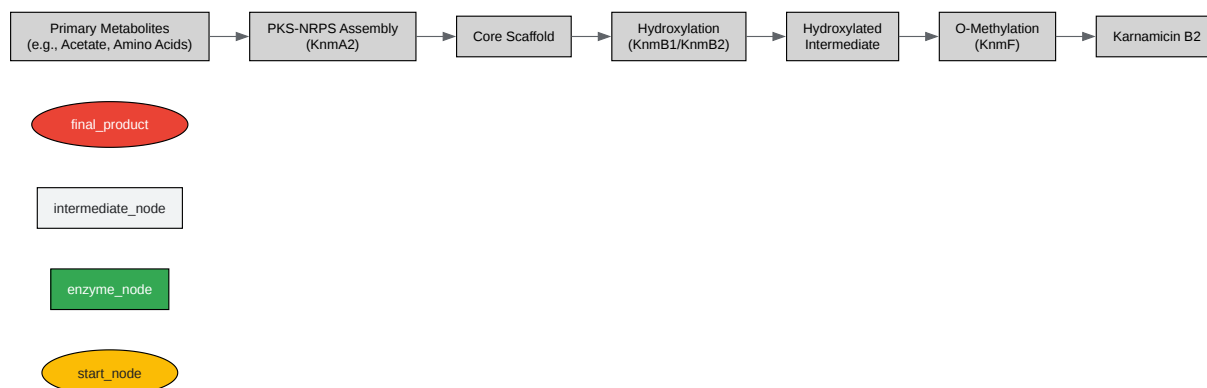 Primary Metabolites
(e.g., Acetate, Amino Acids)
PKS-NRPS Assembly
(KnmA2)
Core Scaffold
Hydroxylation
(KnmB1/KnmB2)
Hydroxylated
Intermediate
O-Methylation
(KnmF)
Karnamicin B2
final_product
intermediate_node
enzyme_node
start_node